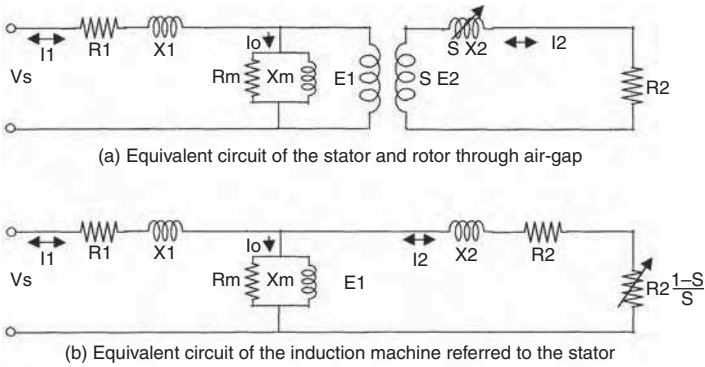 I1 R1 X1 Io S X2 I2
Vs Rm Xm E1 S E2 R2
(a) Equivalent circuit of the stator and rotor through air-gap
I1 R1 X1 Io I2 X2 R2
Vs Rm Xm E1 R2 1–S
S
(b) Equivalent circuit of the induction machine referred to the stator